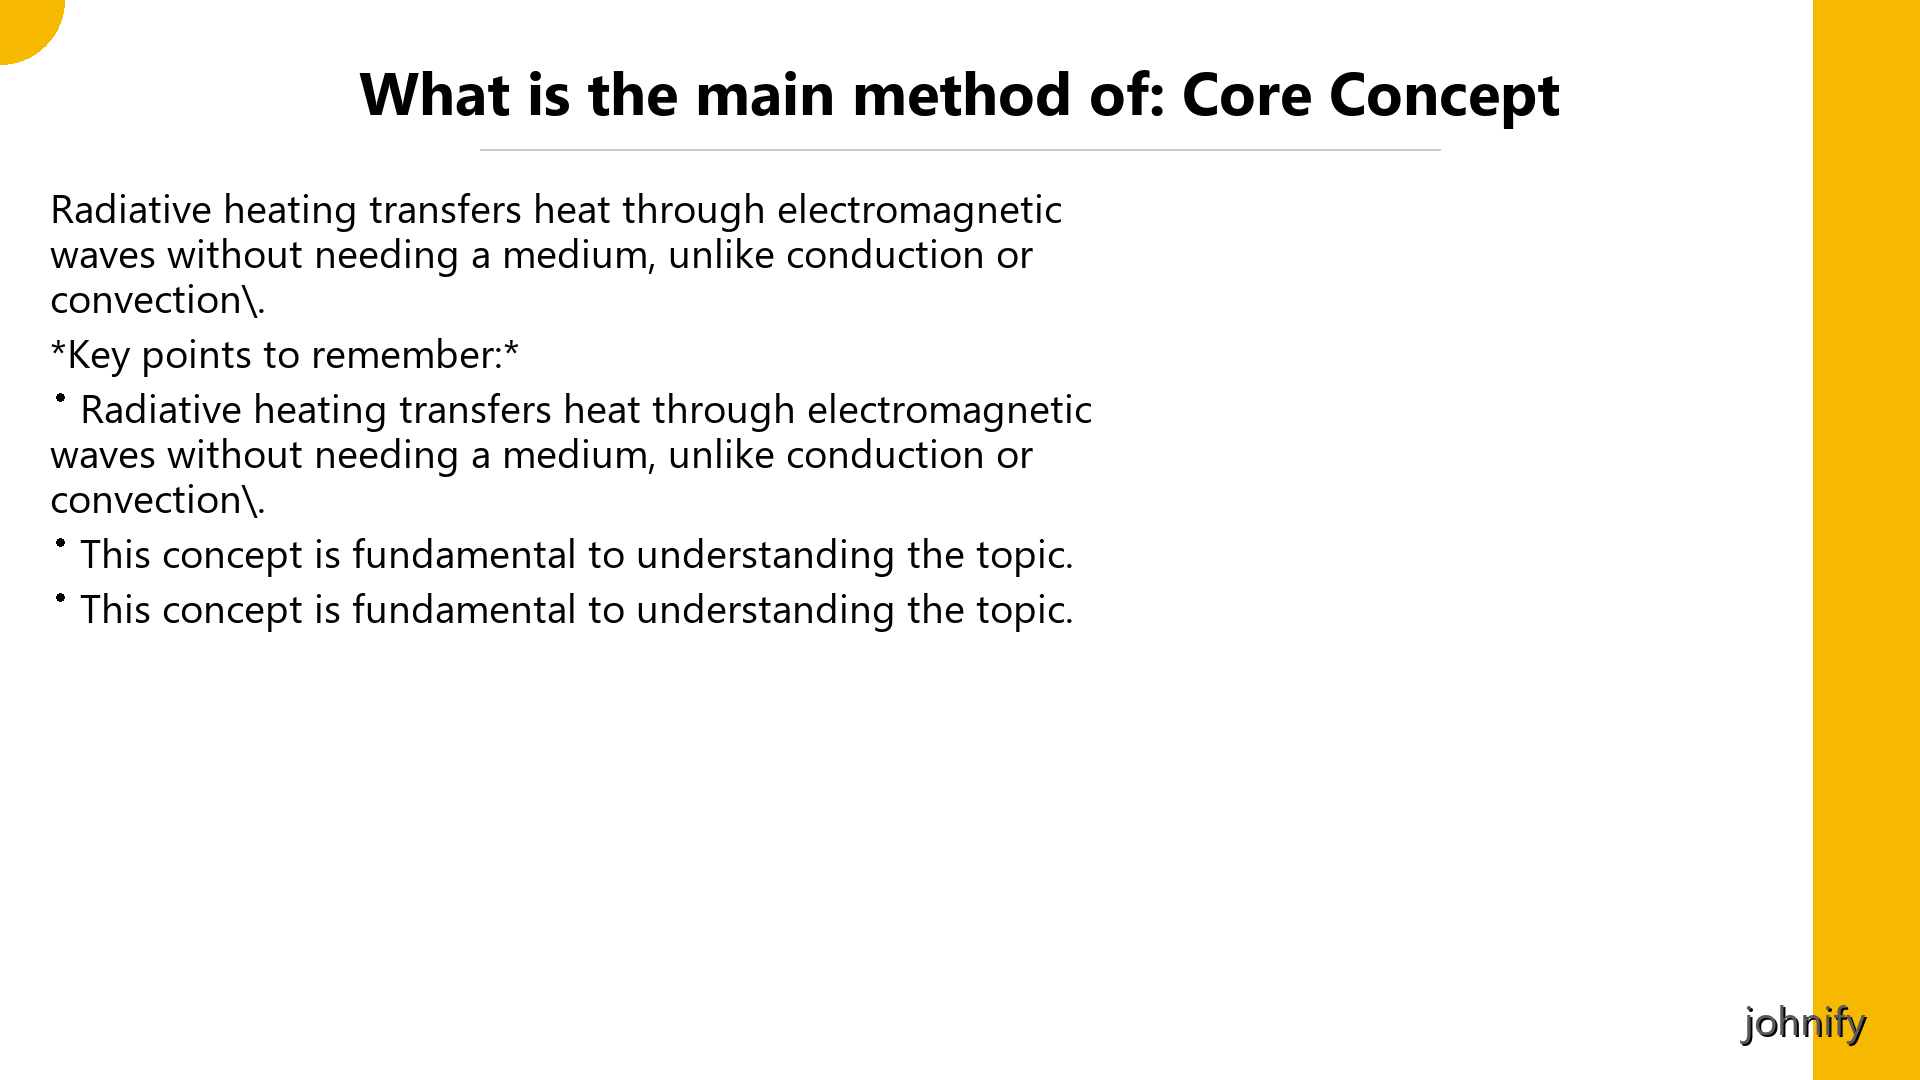 What is the main method of: Core Concept
Radiative heating transfers heat through electromagnetic
waves without needing a medium, unlike conduction or
convection\.
*Key points to remember:*
• Radiative heating transfers heat through electromagnetic
waves without needing a medium, unlike conduction or
convection\.
• This concept is fundamental to understanding the topic.
• This concept is fundamental to understanding the topic.
johnify